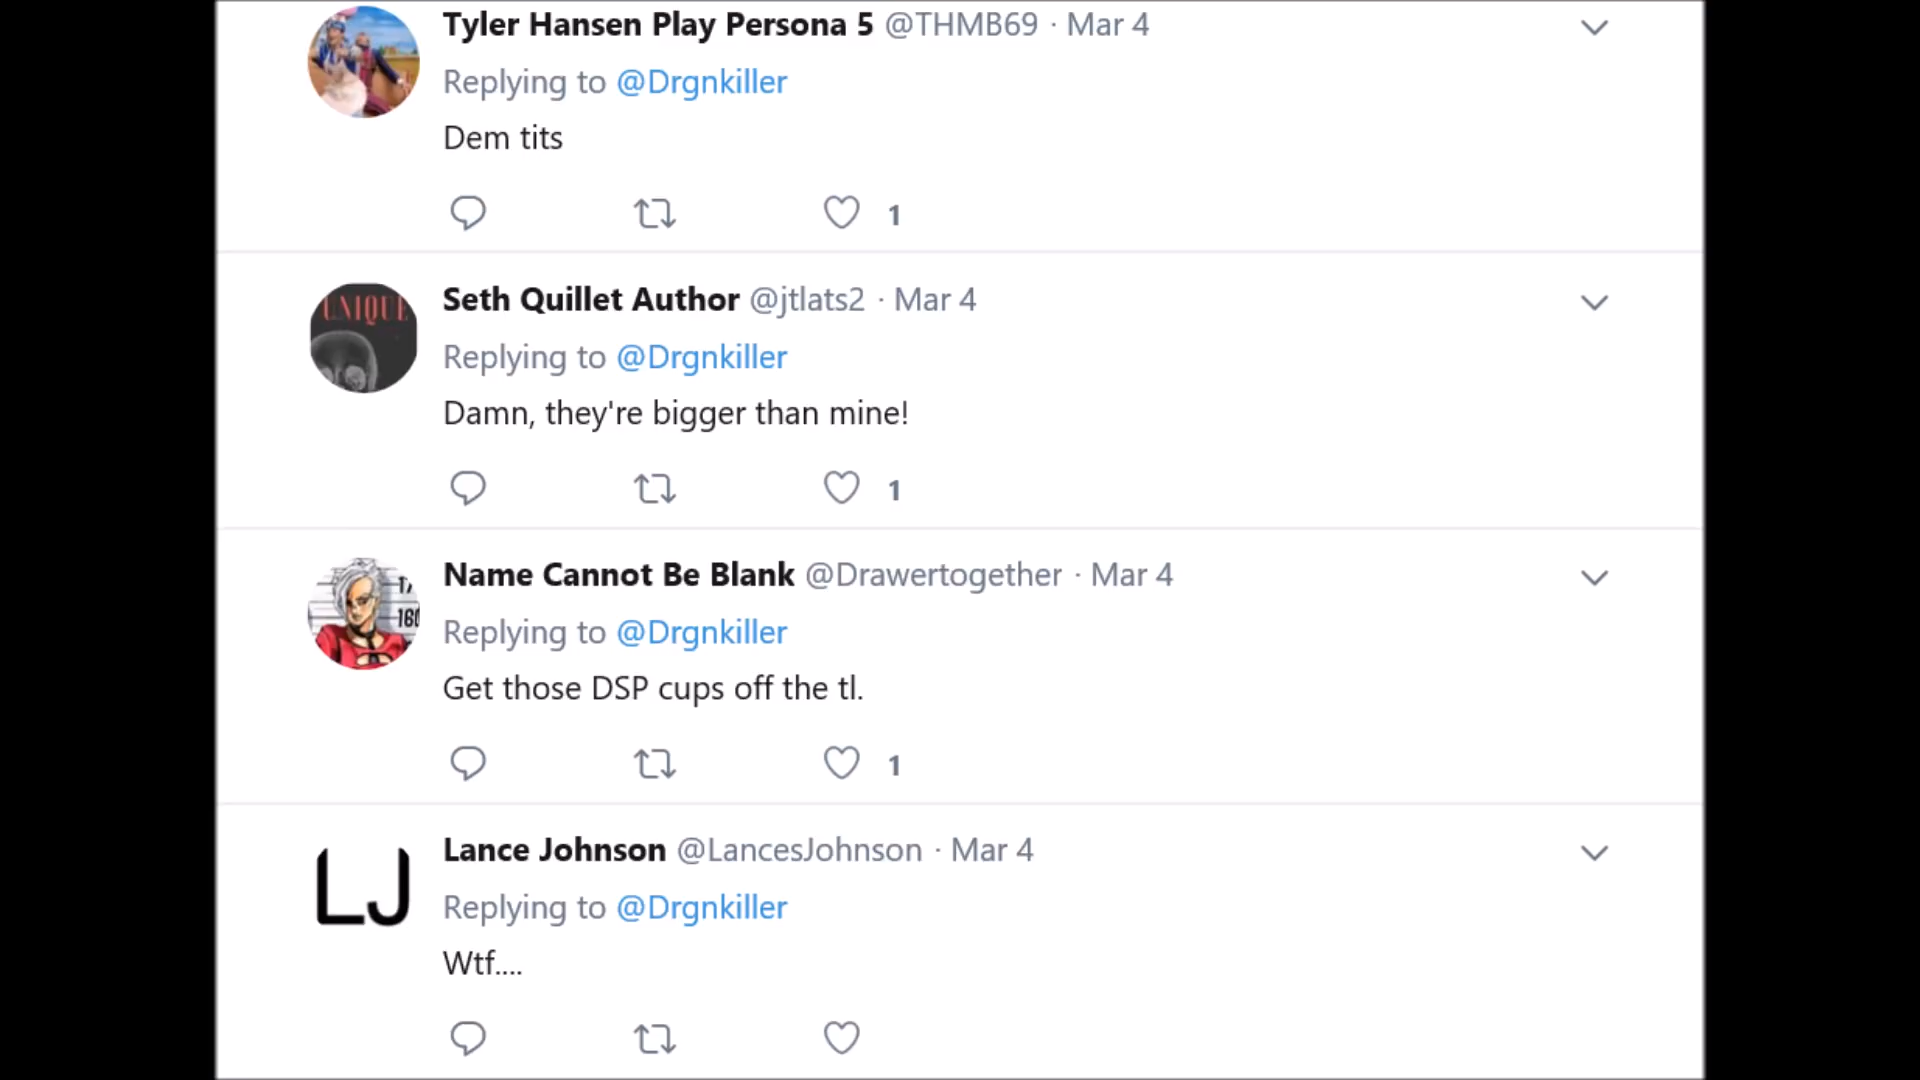 Tyler Hansen Play Persona 5 @THMB69 · Mar 4
Replying to @Drgnkiller
Dem tits
1
UNIQUE
Seth Quillet Author @jtlats2 · Mar 4
Replying to @Drgnkiller
Damn, they're bigger than mine!
1
Name Cannot Be Blank @Drawertogether · Mar 4
Replying to @Drgnkiller
Get those DSP cups off the tl.
1
LJ
Lance Johnson @LancesJohnson · Mar 4
Replying to @Drgnkiller
Wtf....